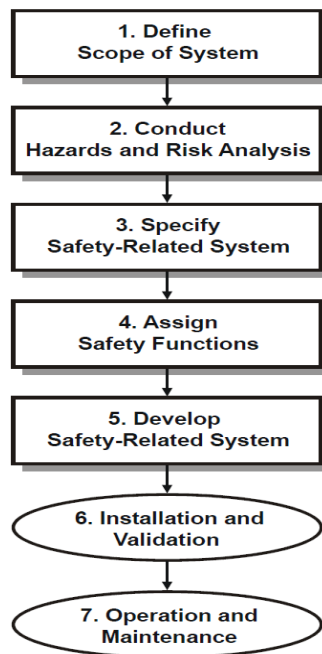 1. Define
Scope of System
2. Conduct
Hazards and Risk Analysis
3. Specify
Safety-Related System
4. Assign
Safety Functions
5. Develop
Safety-Related System
6. Installation and
Validation
7. Operation and
Maintenance